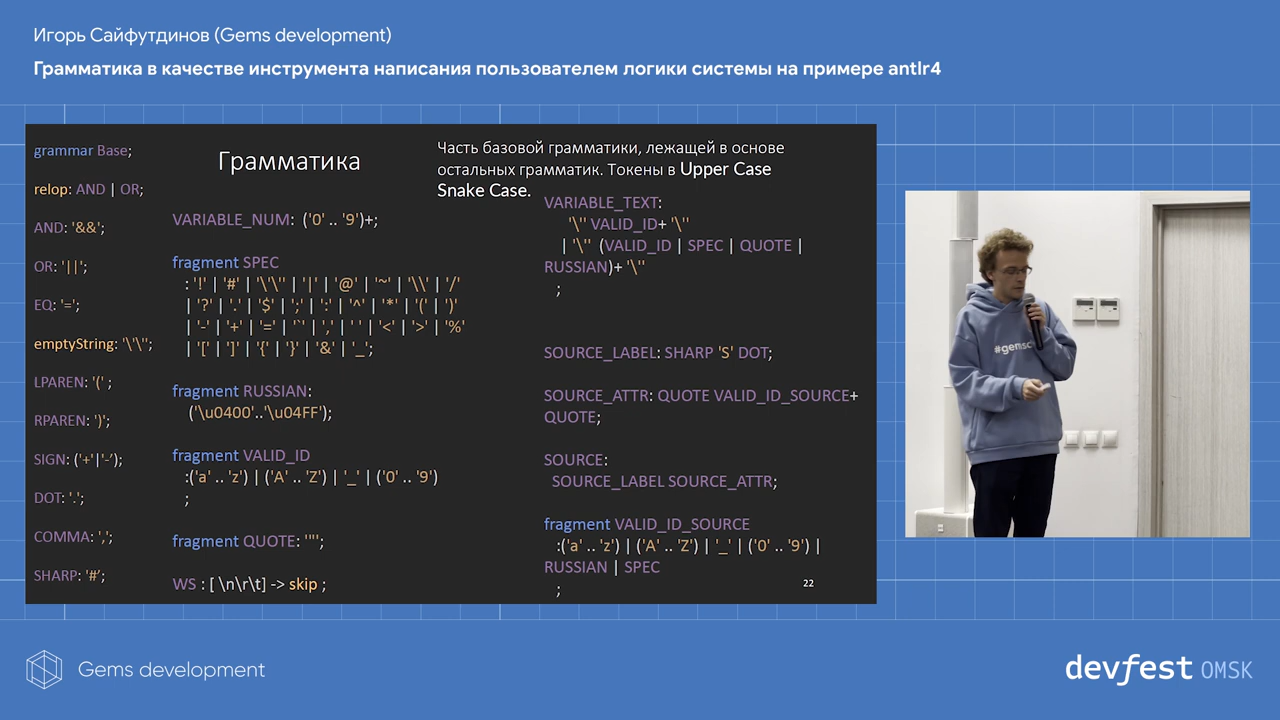 Игорь Сайфутдинов (Gems development)
Грамматика в качестве инструмента написания пользователем логики системы на примере antlr4
grammar Base;
relop: AND | OR;
AND: '&&';
OR: '||';
EQ: '=';
emptyString: '\'\'';
LPAREN: '(' ;
RPAREN: ')';
SIGN: ('+'|'-');
DOT: '.';
COMMA: ',';
SHARP: '#';
Грамматика
VARIABLE_NUM: ('0' .. '9')+;
fragment SPEC
: '!' | '#' | '\'\'' | '|' | '@' | '~' | '\\' | '/'
| '?' | '.' | '$' | ';' | ':' | '^' | '*' | '(' | ')'
| '-' | '+' | '=' | '`' | ',' | ' ' | '<' | '>' | '%'
| '[' | ']' | '{' | '}' | '&' | '_';
fragment RUSSIAN:
('\u0400'..'\u04FF');
fragment VALID_ID
:('a' .. 'z') | ('A' .. 'Z') | '_' | ('0' .. '9')
;
fragment QUOTE: '"';
WS : [ \n\r\t] -> skip ;
Часть базовой грамматики, лежащей в основе
остальных грамматик. Токены в Upper Case
Snake Case.
VARIABLE_TEXT:
'\'' VALID_ID+ '\''
| '\'' (VALID_ID | SPEC | QUOTE |
RUSSIAN)+ '\''
;
SOURCE_LABEL: SHARP 'S' DOT;
SOURCE_ATTR: QUOTE VALID_ID_SOURCE+
QUOTE;
SOURCE:
SOURCE_LABEL SOURCE_ATTR;
fragment VALID_ID_SOURCE
:('a' .. 'z') | ('A' .. 'Z') | '_' | ('0' .. '9') |
RUSSIAN | SPEC
;
22
Gems development
devfest OMSK